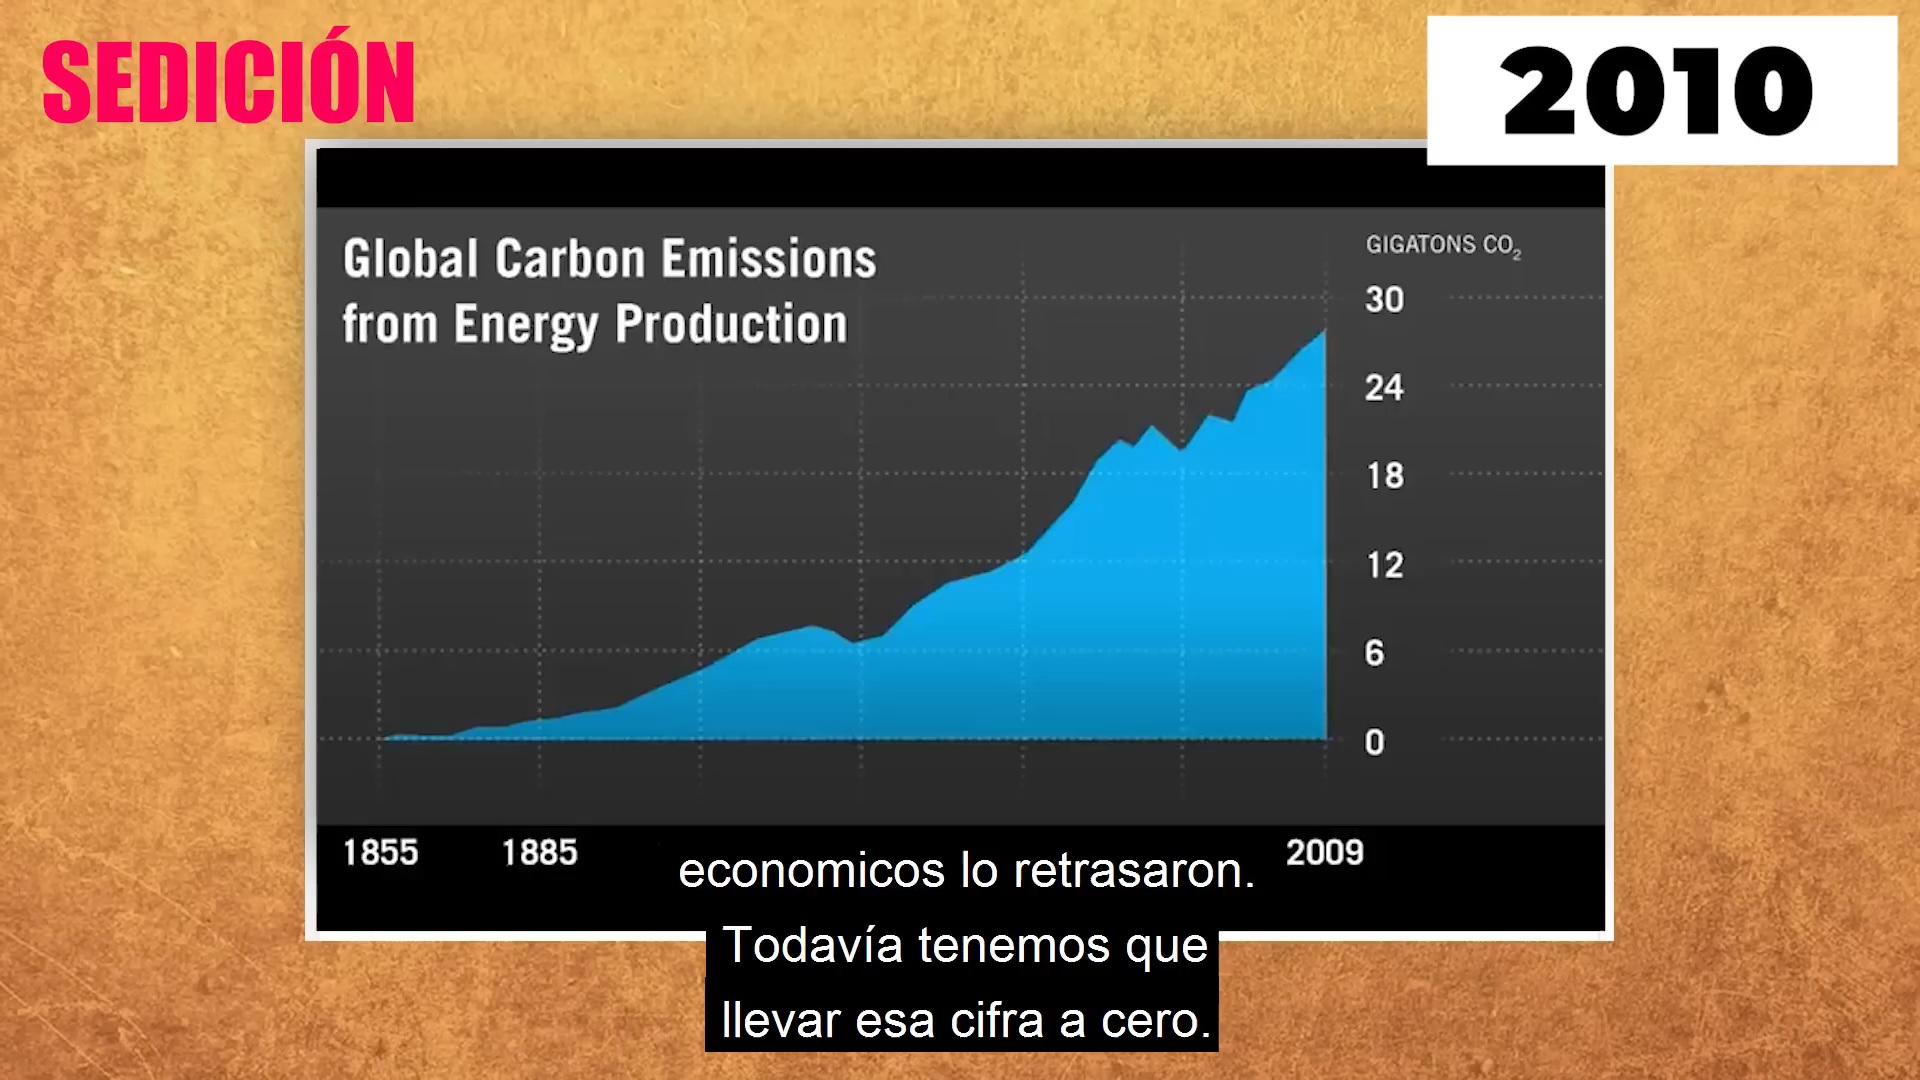 SEDICIÓN
2010
Global Carbon Emissions
from Energy Production
GIGATONS CO₂
30
24
18
12
6
0
1855
1885
2009
economicos lo retrasaron.
Todavía tenemos que
llevar esa cifra a cero.